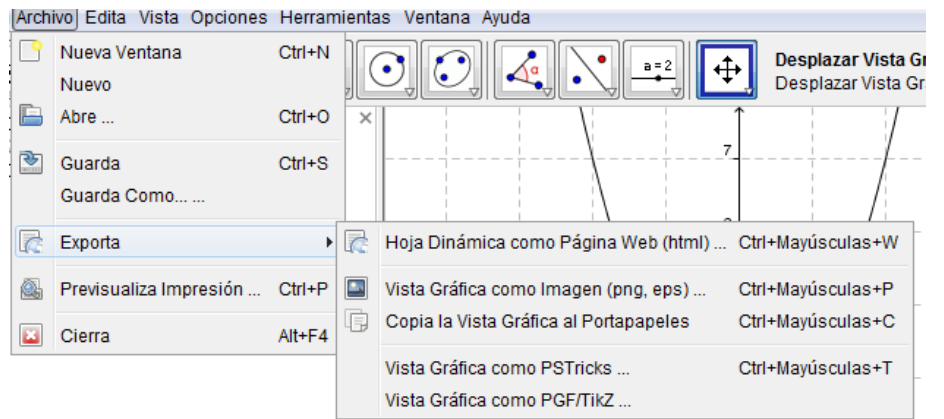 Archivo Edita Vista Opciones Herramientas Ventana Ayuda
Nueva Ventana Ctrl+N
Nuevo
Abre ... Ctrl+O
Guarda Ctrl+S
Guarda Como... ...
Exporta
Previsualiza Impresión ... Ctrl+P
Cierra Alt+F4
α
a = 2
Desplazar Vista Gr
Desplazar Vista Gr
7
Hoja Dinámica como Página Web (html) ... Ctrl+Mayúsculas+W
Vista Gráfica como Imagen (png, eps) ... Ctrl+Mayúsculas+P
Copia la Vista Gráfica al Portapapeles Ctrl+Mayúsculas+C
Vista Gráfica como PSTricks ... Ctrl+Mayúsculas+T
Vista Gráfica como PGF/TikZ ...